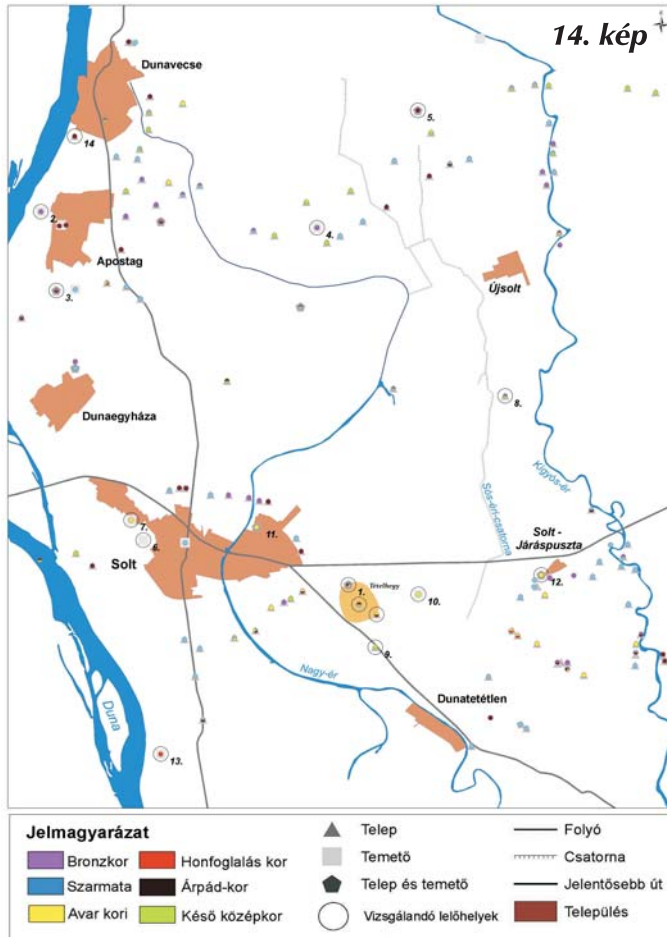 14. kép
Dunavecse
14
5.
2.
4.
Apostag
Újsolt
3.
8.
Dunaegyháza
Kígyós-ér
Sós-éri-csatorna
7.
11.
Solt -
Járáspuszta
6.
Solt
Tételhegy
1.
12.
10.
9.
Nagy-ér
Dunatetétlen
Duna
13.
Jelmagyarázat
Bronzkor
Honfoglalás kor
Telep
Folyó
Szarmata
Árpád-kor
Temető
Csatorna
Avar kori
Késő középkor
Telep és temető
Jelentősebb út
Vizsgálandó lelőhelyek
Település